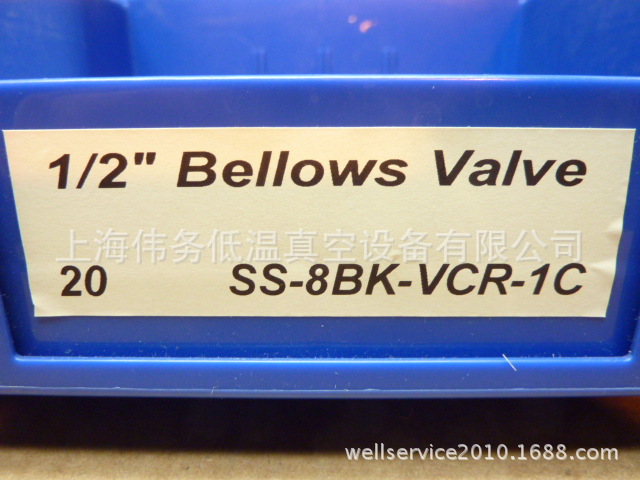 1/2" Bellows Valve
上海伟务低温真空设备有限公司
20 SS-8BK-VCR-1C
wellservice2010.1688.com